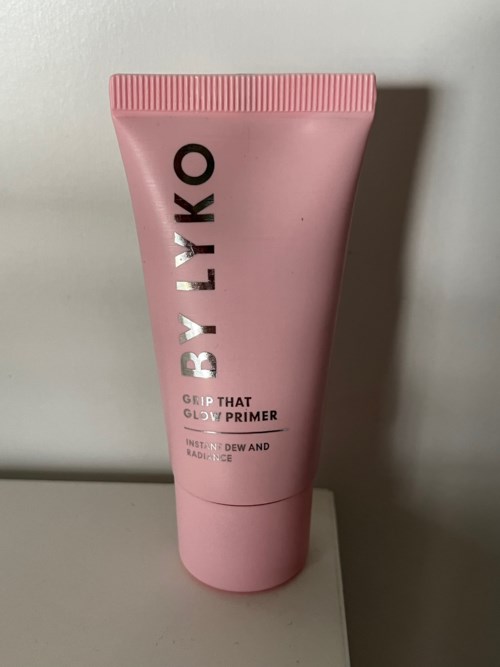 BY LYKO
GRIP THAT
GLOW PRIMER
INSTANT DEW AND
RADIANCE